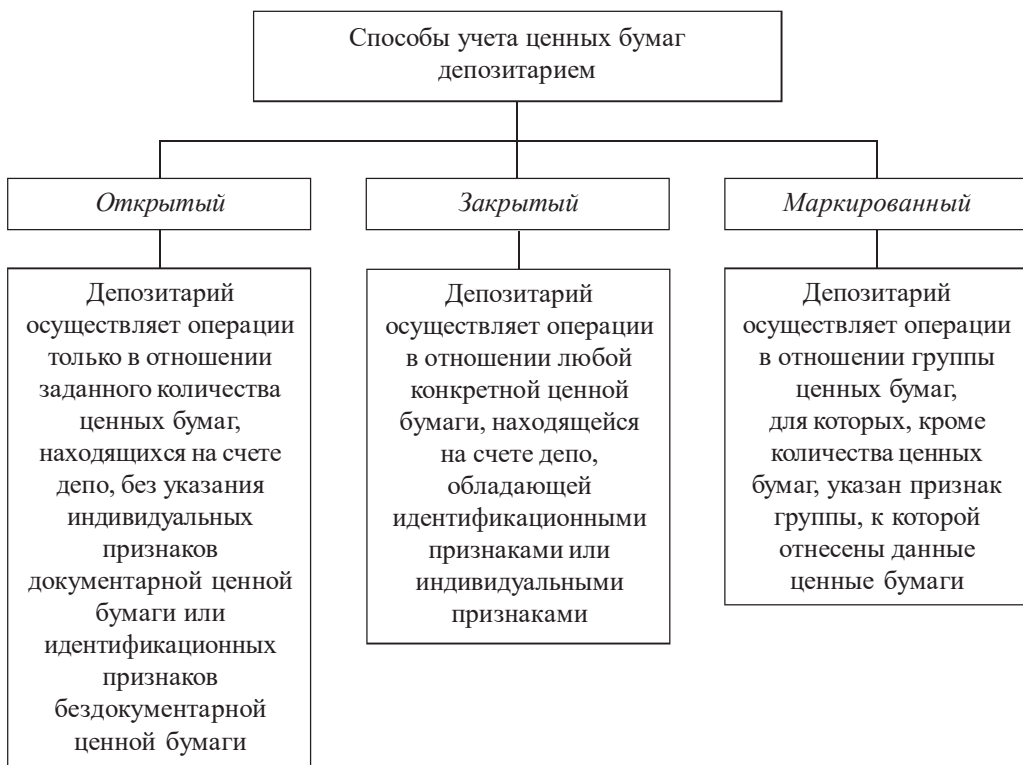 Способы учета ценных бумаг
депозитарием
Открытый
Закрытый
Маркированный
Депозитарий
осуществляет операции
только в отношении
заданного количества
ценных бумаг,
находящихся на счете
депо, без указания
индивидуальных
признаков
документарной ценной
бумаги или
идентификационных
признаков
бездокументарной
ценной бумаги
Депозитарий
осуществляет операции
в отношении любой
конкретной ценной
бумаги, находящейся
на счете депо,
обладающей
идентификационными
признаками или
индивидуальными
признаками
Депозитарий
осуществляет операции
в отношении группы
ценных бумаг,
для которых, кроме
количества ценных
бумаг, указан признак
группы, к которой
отнесены данные
ценные бумаги